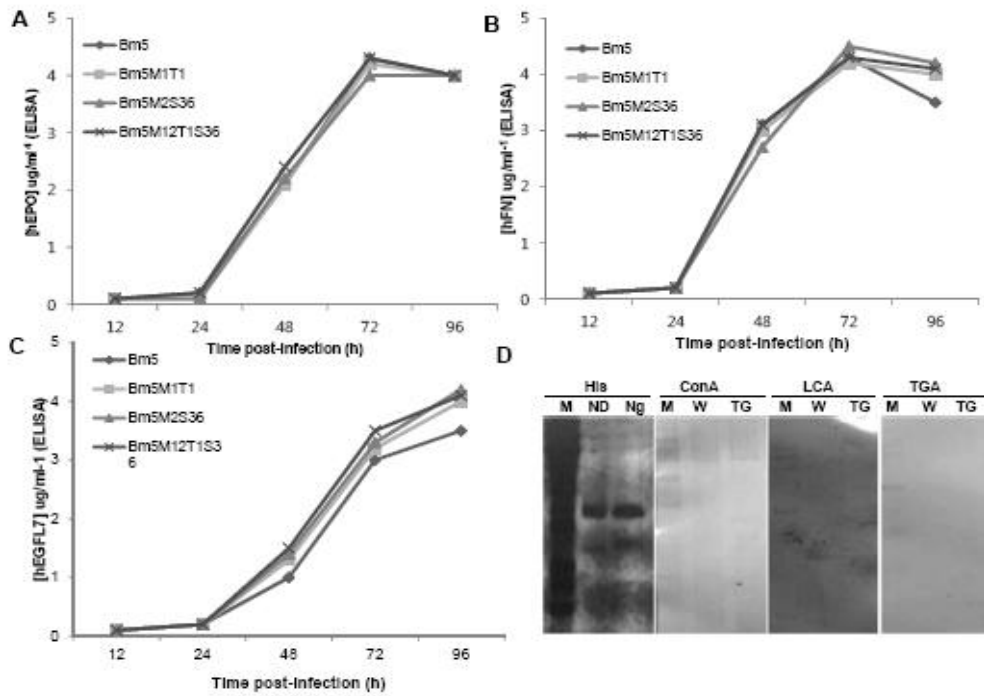 A
[hEPO] ug/ml-1 (ELISA)
5
4
3
2
1
0
Bm5
Bm5M1T1
Bm5M2S36
Bm5M12T1S36
12 24 48 72 96
Time post-infection (h)
B
[hFN] ug/ml-1 (ELISA)
5
4
3
2
1
0
Bm5
Bm5M1T1
Bm5M2S36
Bm5M12T1S36
12 24 48 72 96
Time post-infection (h)
C
[hEGFL7] ug/ml-1 (ELISA)
5
4
3
2
1
0
Bm5
Bm5M1T1
Bm5M2S36
Bm5M12T1S3
6
12 24 48 72 96
Time post-infection (h)
D
His ConA LCA TGA
M ND Ng M W TG M W TG M W TG